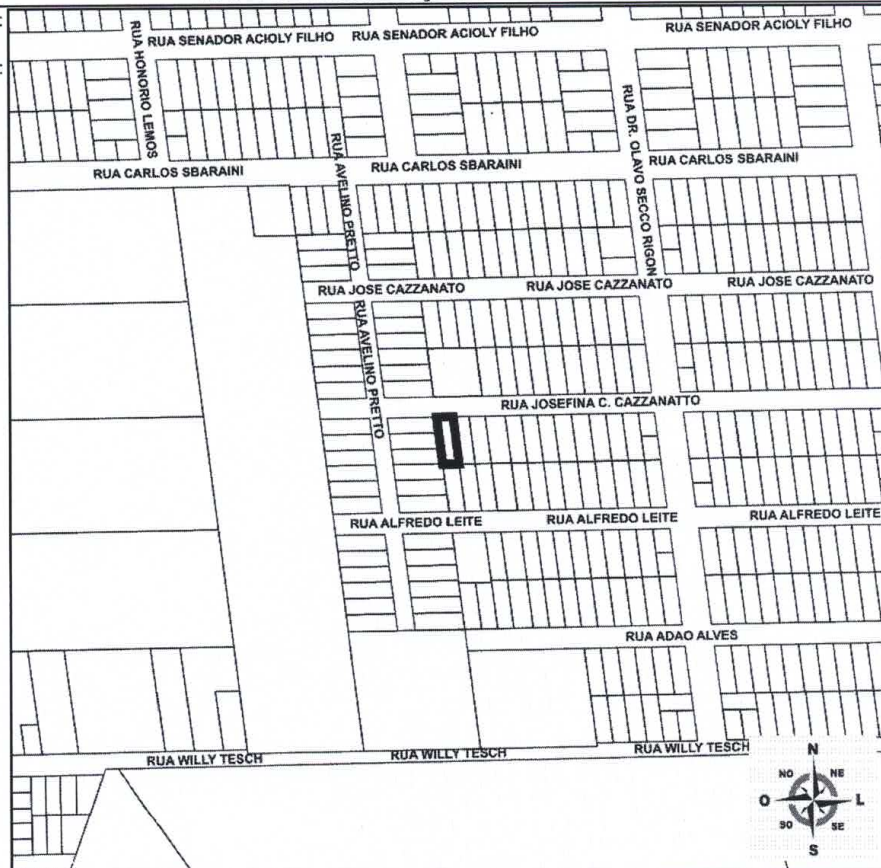 RUA SENADOR ACIOLY FILHO
RUA SENADOR ACIOLY FILHO
RUA SENADOR ACIOLY FILHO
RUA HONORIO LEMOS
RUA DR. OLAVO SECCO RIGON
RUA CARLOS SBARAINI
RUA AVELINO PRETTO
RUA CARLOS SBARAINI
RUA CARLOS SBARAINI
RUA JOSE CAZZANATO
RUA JOSE CAZZANATO
RUA JOSE CAZZANATO
RUA AVELINO PRETTO
RUA JOSEFINA C. CAZZANATTO
RUA ALFREDO LEITE
RUA ALFREDO LEITE
RUA ALFREDO LEITE
RUA ADAO ALVES
RUA WILLY TESCH
RUA WILLY TESCH
RUA WILLY TESCH
N
NO NE
O L
SO SE
S